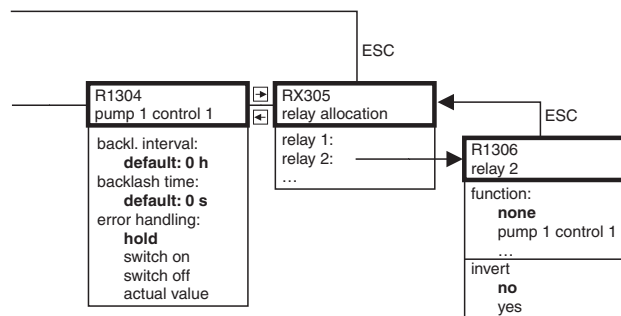 ESC
R1304
pump 1 control 1
backl. interval:
default: 0 h
backlash time:
default: 0 s
error handling:
hold
switch on
switch off
actual value
RX305
relay allocation
relay 1:
relay 2:
...
ESC
R1306
relay 2
function:
none
pump 1 control 1
...
invert
no
yes